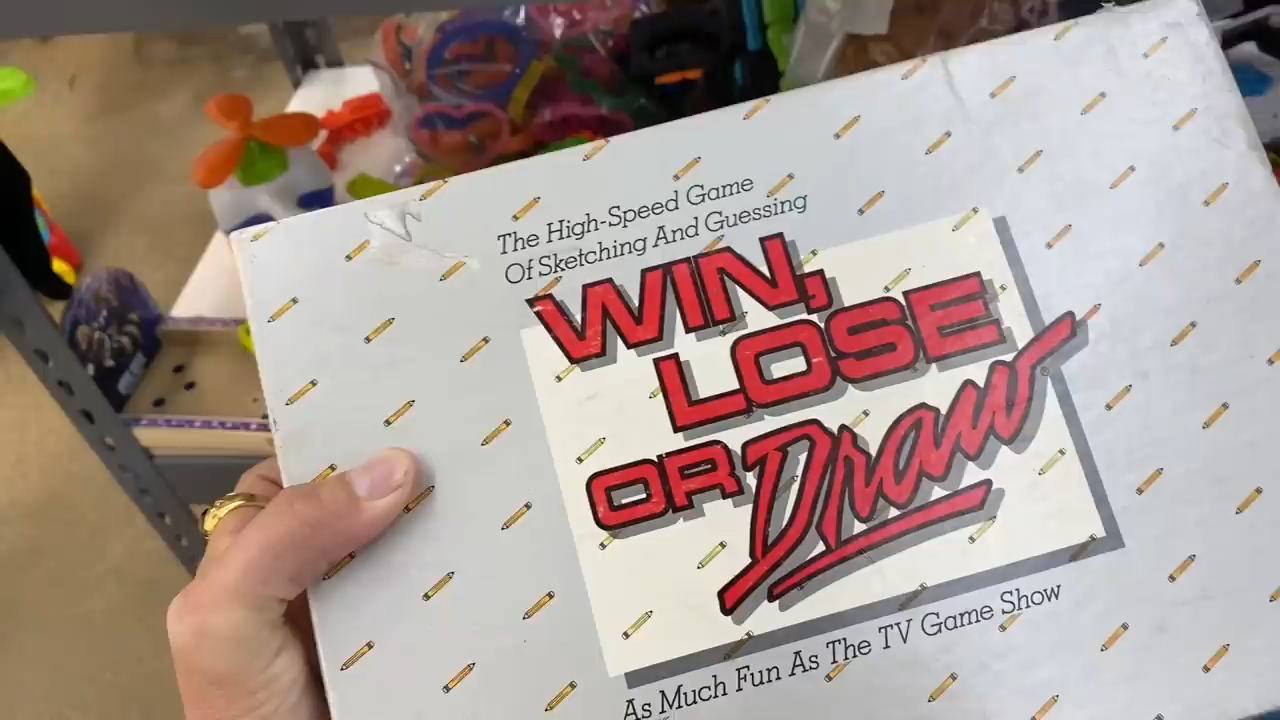 The High-Speed Game
Of Sketching And Guessing
WIN,
LOSE
OR Draw
As Much Fun As The TV Game Show